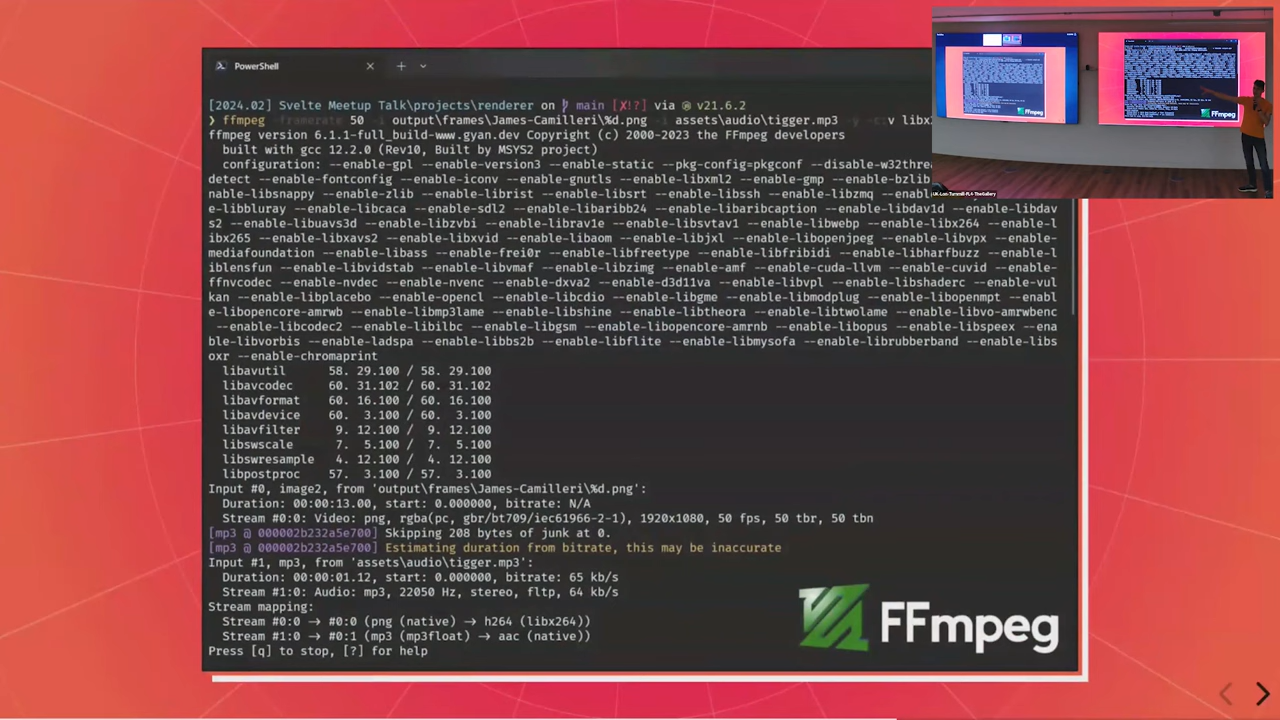 PowerShell
[2024.02] Svelte Meetup Talk\projects\renderer on main [✗!?] via v21.6.2
❯ ffmpeg -framerate 50 -i output\frames\James-Camilleri\%d.png -i assets\audio\tigger.mp3 -y -c:v libx2
ffmpeg version 6.1.1-full_build-www.gyan.dev Copyright (c) 2000-2023 the FFmpeg developers
built with gcc 12.2.0 (Rev10, Built by MSYS2 project)
configuration: --enable-gpl --enable-version3 --enable-static --pkg-config=pkgconf --disable-w32threa
detect --enable-fontconfig --enable-iconv --enable-gnutls --enable-libxml2 --enable-gmp --enable-bzlib
nable-libsnappy --enable-zlib --enable-librist --enable-libsrt --enable-libssh --enable-libzmq
e-libbluray --enable-libcaca --enable-sdl2 --enable-libaribb24 --enable-libaribcaption --enable-libdav1d --enable-libdav
s2 --enable-libuavs3d --enable-libzvbi --enable-librav1e --enable-libsvtav1 --enable-libwebp --enable-libx264 --enable-l
ibx265 --enable-libxavs2 --enable-libxvid --enable-libaom --enable-libjxl --enable-libopenjpeg --enable-libvpx --enable-
mediafoundation --enable-libass --enable-frei0r --enable-libfreetype --enable-libfribidi --enable-libharfbuzz --enable-l
iblensfun --enable-libvidstab --enable-libvmaf --enable-libzimg --enable-amf --enable-cuda-llvm --enable-cuvid --enable-
ffnvcodec --enable-nvdec --enable-nvenc --enable-dxva2 --enable-d3d11va --enable-libvpl --enable-libshaderc --enable-vul
kan --enable-libplacebo --enable-opencl --enable-libcdio --enable-libgme --enable-libmodplug --enable-libopenmpt --enabl
e-libopencore-amrwb --enable-libmp3lame --enable-libshine --enable-libtheora --enable-libtwolame --enable-libvo-amrwbenc
--enable-libcodec2 --enable-libilbc --enable-libgsm --enable-libopencore-amrnb --enable-libopus --enable-libspeex --ena
ble-libvorbis --enable-ladspa --enable-libbs2b --enable-libflite --enable-libmysofa --enable-librubberband --enable-libs
oxr --enable-chromaprint
libavutil 58. 29.100 / 58. 29.100
libavcodec 60. 31.102 / 60. 31.102
libavformat 60. 16.100 / 60. 16.100
libavdevice 60. 3.100 / 60. 3.100
libavfilter 9. 12.100 / 9. 12.100
libswscale 7. 5.100 / 7. 5.100
libswresample 4. 12.100 / 4. 12.100
libpostproc 57. 3.100 / 57. 3.100
Input #0, image2, from 'output\frames\James-Camilleri\%d.png':
Duration: 00:00:13.00, start: 0.000000, bitrate: N/A
Stream #0:0: Video: png, rgba(pc, gbr/bt709/iec61966-2-1), 1920x1080, 50 fps, 50 tbr, 50 tbn
[mp3 @ 000002b232a5e700] Skipping 208 bytes of junk at 0.
[mp3 @ 000002b232a5e700] Estimating duration from bitrate, this may be inaccurate
Input #1, mp3, from 'assets\audio\tigger.mp3':
Duration: 00:00:01.12, start: 0.000000, bitrate: 65 kb/s
Stream #1:0: Audio: mp3, 22050 Hz, stereo, fltp, 64 kb/s
Stream mapping:
Stream #0:0 → #0:0 (png (native) → h264 (libx264))
Stream #1:0 → #0:1 (mp3 (mp3float) → aac (native))
Press [q] to stop, [?] for help
FFmpeg